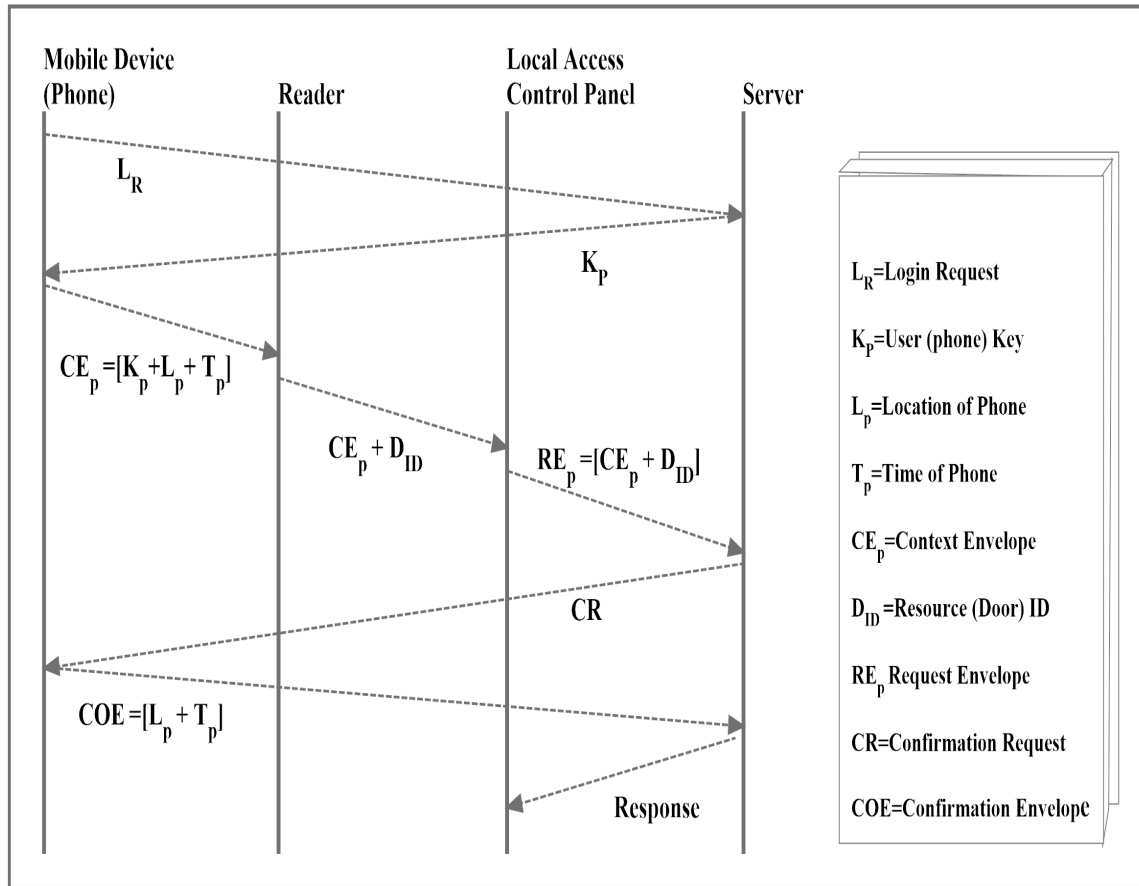 Mobile Device
(Phone)
Reader
Local Access
Control Panel
Server
L_R
K_P
CE_p =[K_p+L_p+ T_p]
CE_p + D_ID
RE_p =[CE_p + D_ID]
CR
COE =[L_p + T_p]
Response
L_R=Login Request
K_P=User (phone) Key
L_p=Location of Phone
T_p=Time of Phone
CE_p=Context Envelope
D_ID =Resource (Door) ID
RE_p Request Envelope
CR=Confirmation Request
COE=Confirmation Envelope